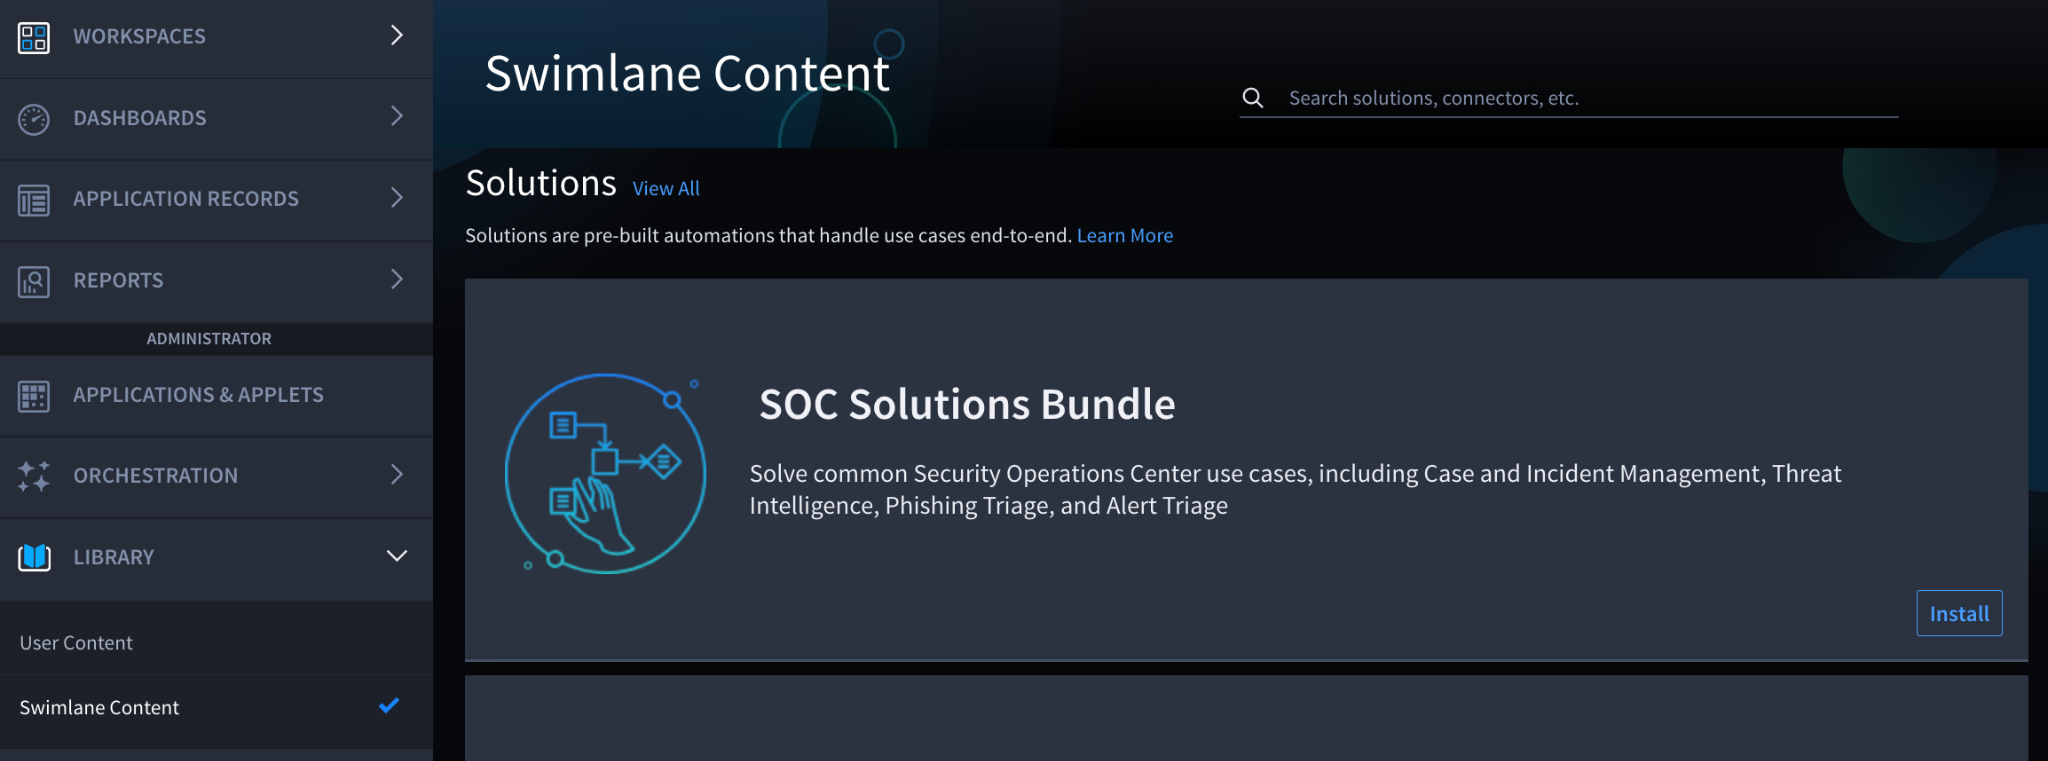 WORKSPACES
DASHBOARDS
APPLICATION RECORDS
REPORTS
ADMINISTRATOR
APPLICATIONS & APPLETS
ORCHESTRATION
LIBRARY
User Content
Swimlane Content
Swimlane Content
Search solutions, connectors, etc.
Solutions View All
Solutions are pre-built automations that handle use cases end-to-end. Learn More
SOC Solutions Bundle
Solve common Security Operations Center use cases, including Case and Incident Management, Threat
Intelligence, Phishing Triage, and Alert Triage
Install